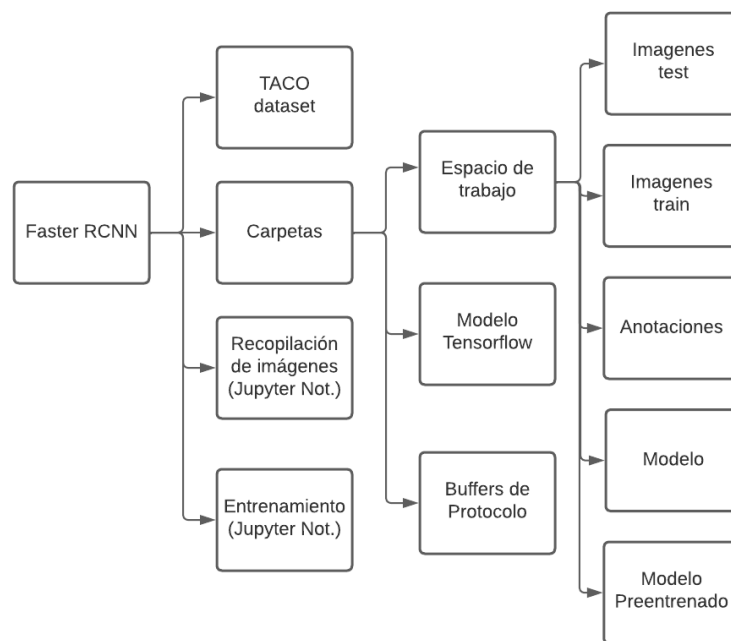 Faster RCNN
TACO
dataset
Carpetas
Recopilación
de imágenes
(Jupyter Not.)
Entrenamiento
(Jupyter Not.)
Espacio de
trabajo
Modelo
Tensorflow
Buffers de
Protocolo
Imagenes
test
Imagenes
train
Anotaciones
Modelo
Modelo
Preentrenado